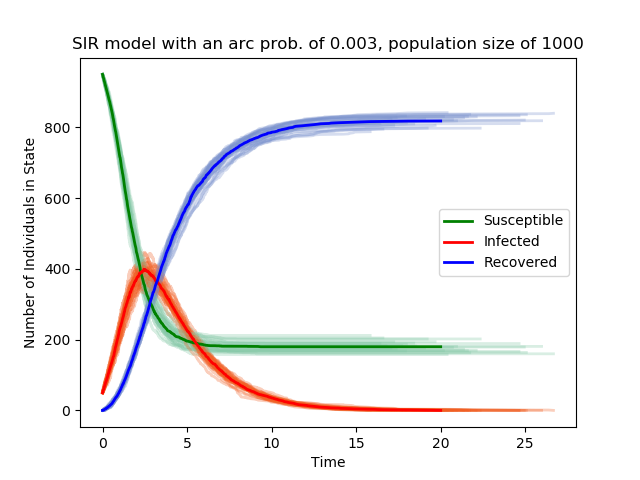 SIR model with an arc prob. of 0.003, population size of 1000
Number of Individuals in State
800
600
400
200
0
Susceptible
Infected
Recovered
0 5 10 15 20 25
Time